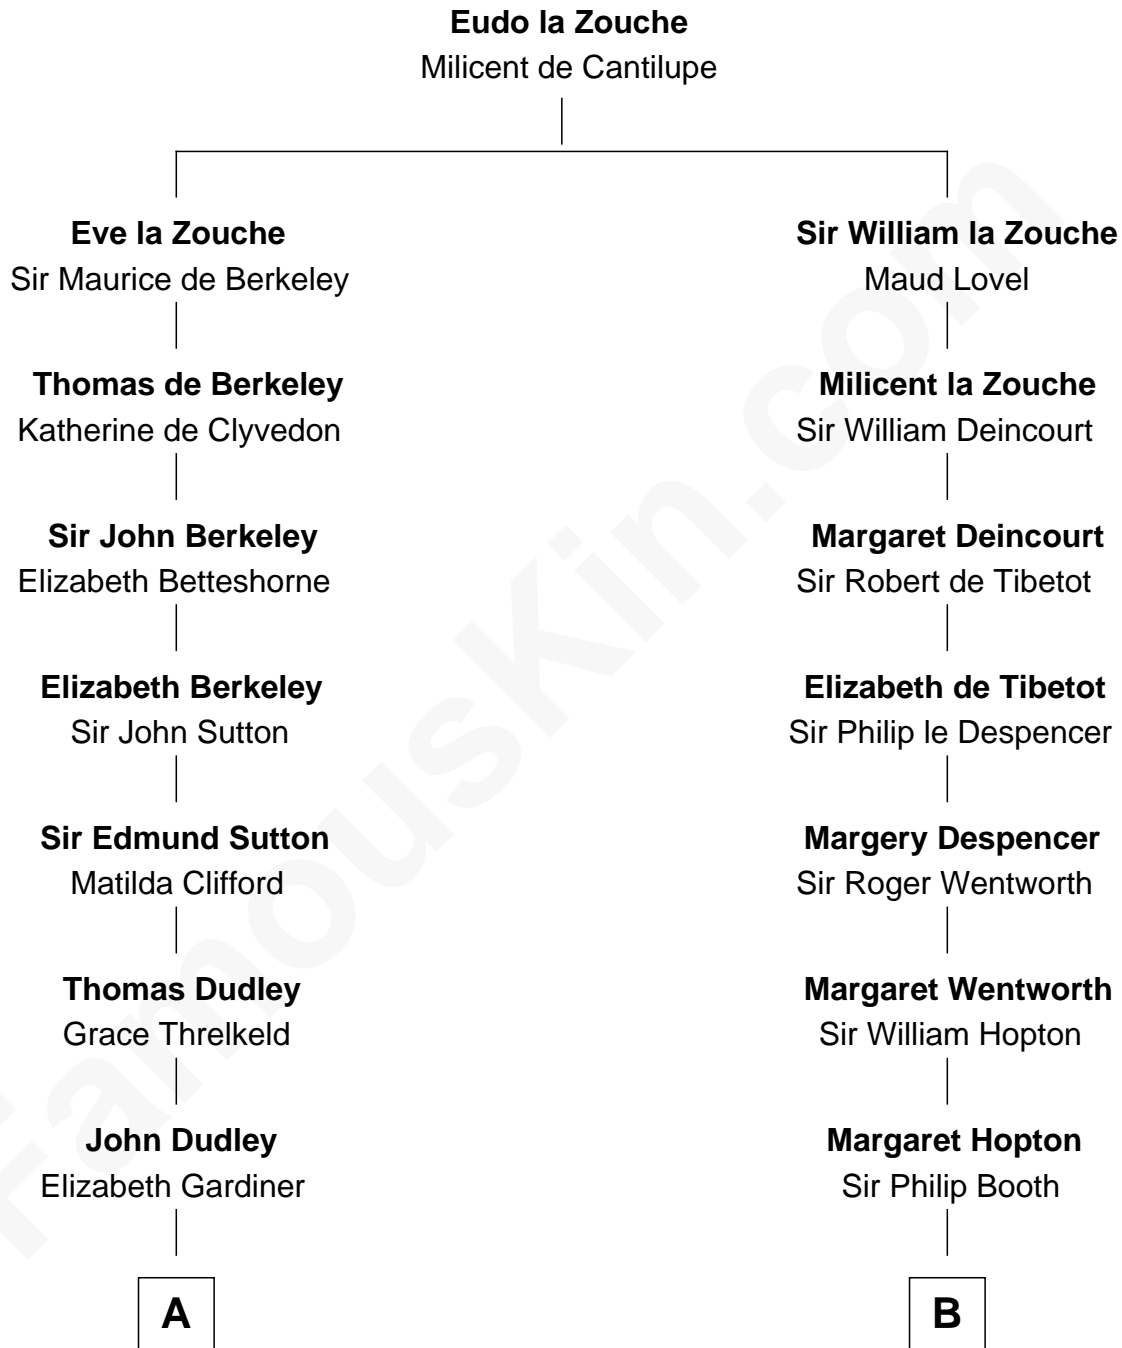 Eudo la Zouche
Milicent de Cantilupe
Eve la Zouche
Sir Maurice de Berkeley
Sir William la Zouche
Maud Lovel
Thomas de Berkeley
Katherine de Clyvedon
Milicent la Zouche
Sir William Deincourt
Sir John Berkeley
Elizabeth Betteshorne
Margaret Deincourt
Sir Robert de Tibetot
Elizabeth Berkeley
Sir John Sutton
Elizabeth de Tibetot
Sir Philip le Despencer
Sir Edmund Sutton
Matilda Clifford
Margery Despencer
Sir Roger Wentworth
Thomas Dudley
Grace Threlkeld
Margaret Wentworth
Sir William Hopton
John Dudley
Elizabeth Gardiner
Margaret Hopton
Sir Philip Booth
A
B
FamousKin.com